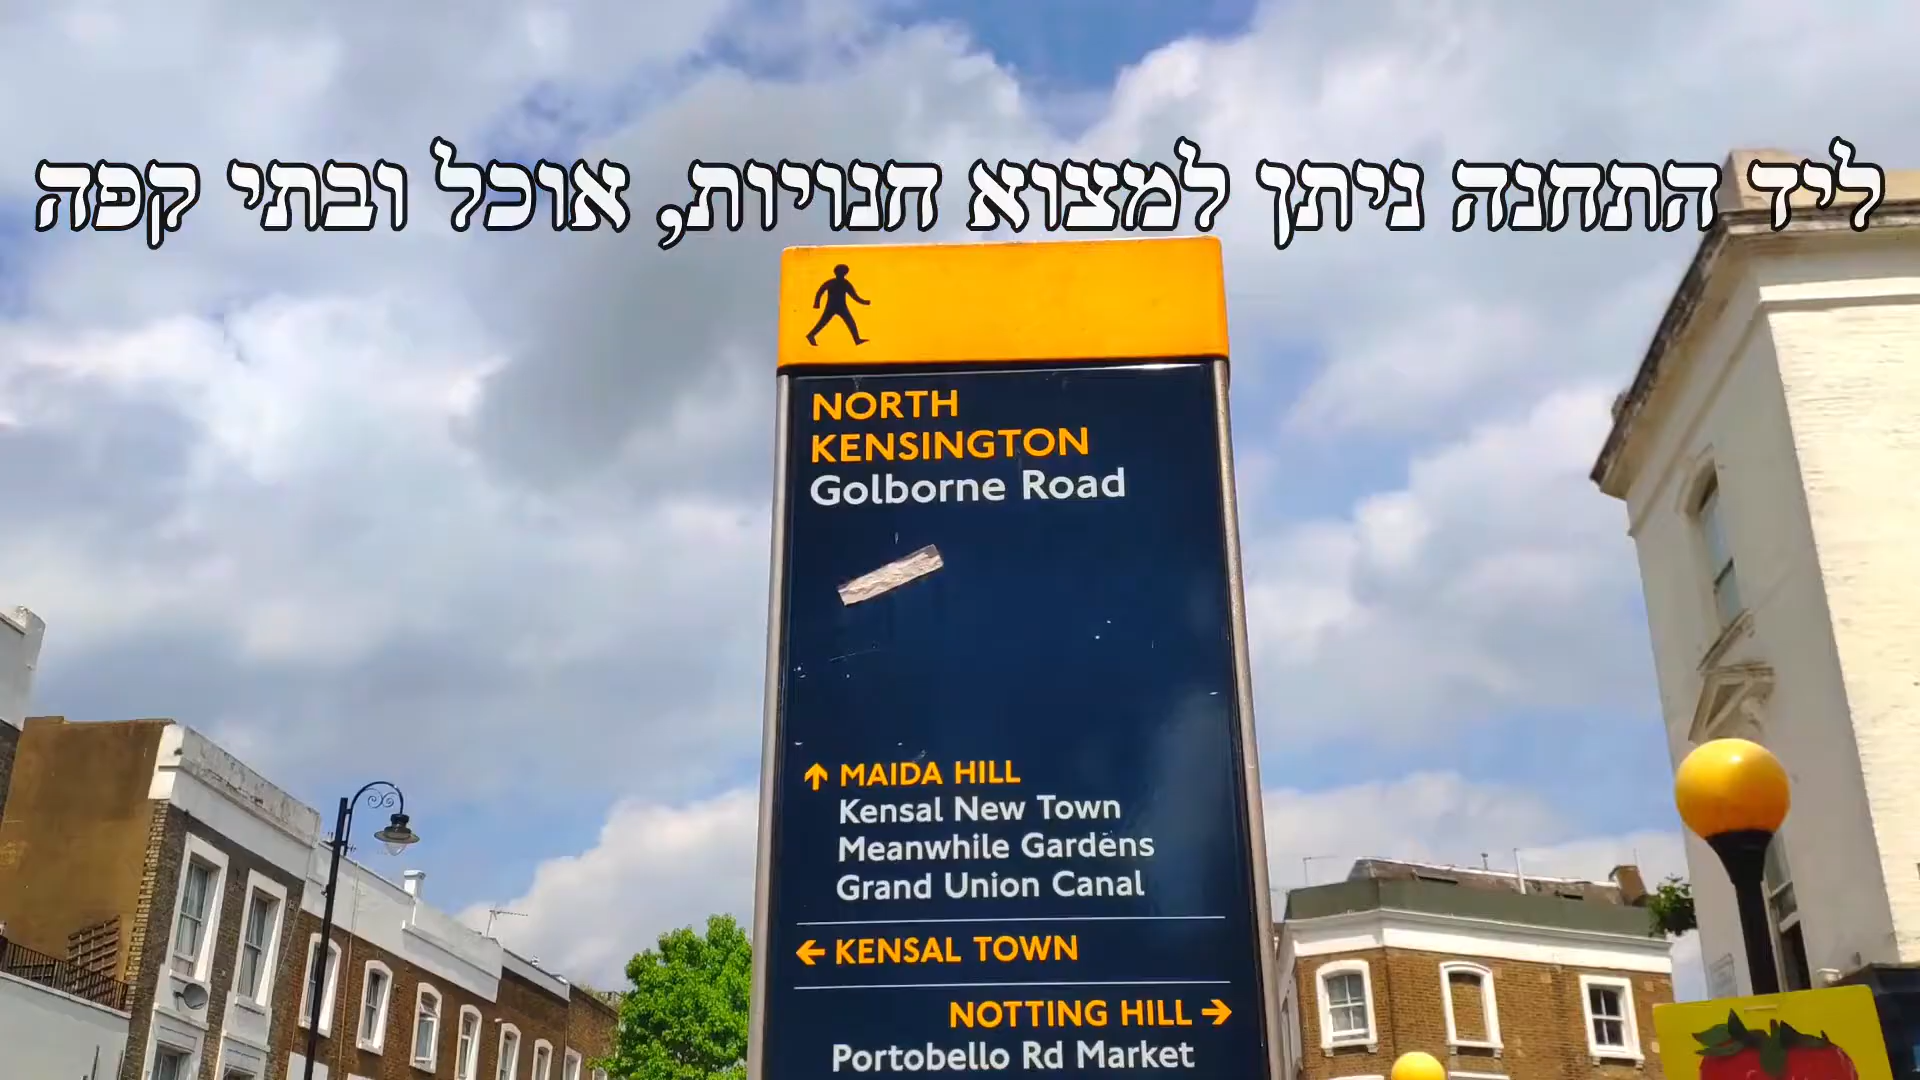 ליד התחנה ניתן למצוא חנויות, אוכל ובתי קפה
NORTH
KENSINGTON
Golborne Road
↑ MAIDA HILL
Kensal New Town
Meanwhile Gardens
Grand Union Canal
← KENSAL TOWN
NOTTING HILL →
Portobello Rd Market